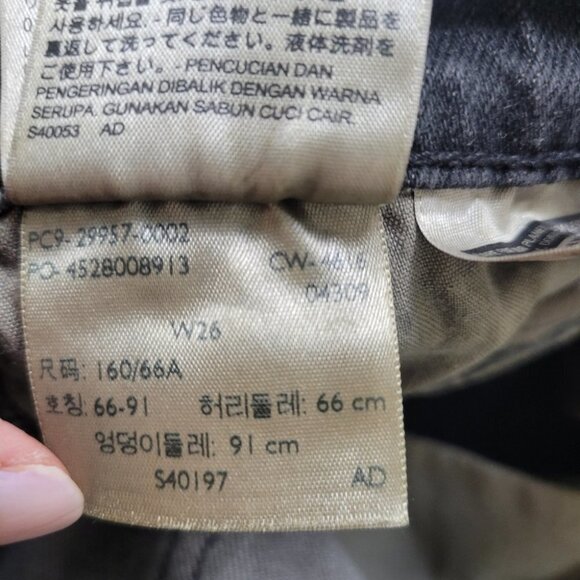 사용하세요. - 同じ色物と一緒に製品を
裏返して洗ってください。液体洗剤を
ご使用下さい。- PENCUCIAN DAN
PENGERINGAN DIBALIK DENGAN WARNA
SERUPA. GUNAKAN SABUN CUCI CAIR.
S40053 AD
PC9-29957-0002
PO-4528008913
04309
W26
尺码: 160/66A
호칭: 66-91 허리둘레: 66 cm
엉덩이둘레: 91 cm
S40197 AD